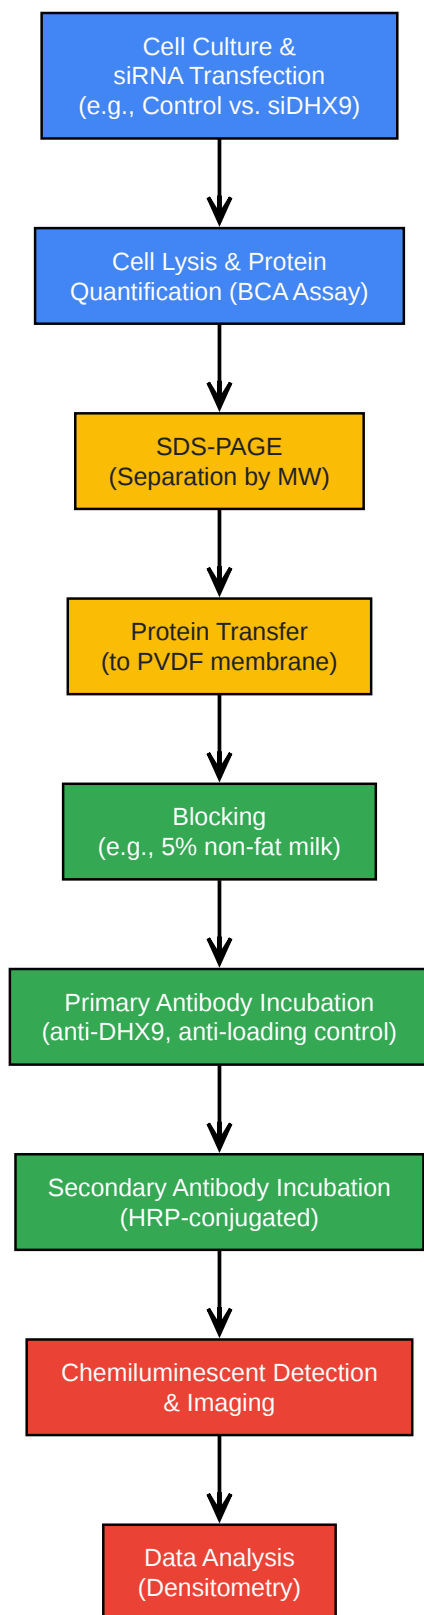 Cell Culture &
siRNA Transfection
(e.g., Control vs. siDHX9)
Cell Lysis & Protein
Quantification (BCA Assay)
SDS-PAGE
(Separation by MW)
Protein Transfer
(to PVDF membrane)
Blocking
(e.g., 5% non-fat milk)
Primary Antibody Incubation
(anti-DHX9, anti-loading control)
Secondary Antibody Incubation
(HRP-conjugated)
Chemiluminescent Detection
& Imaging
Data Analysis
(Densitometry)